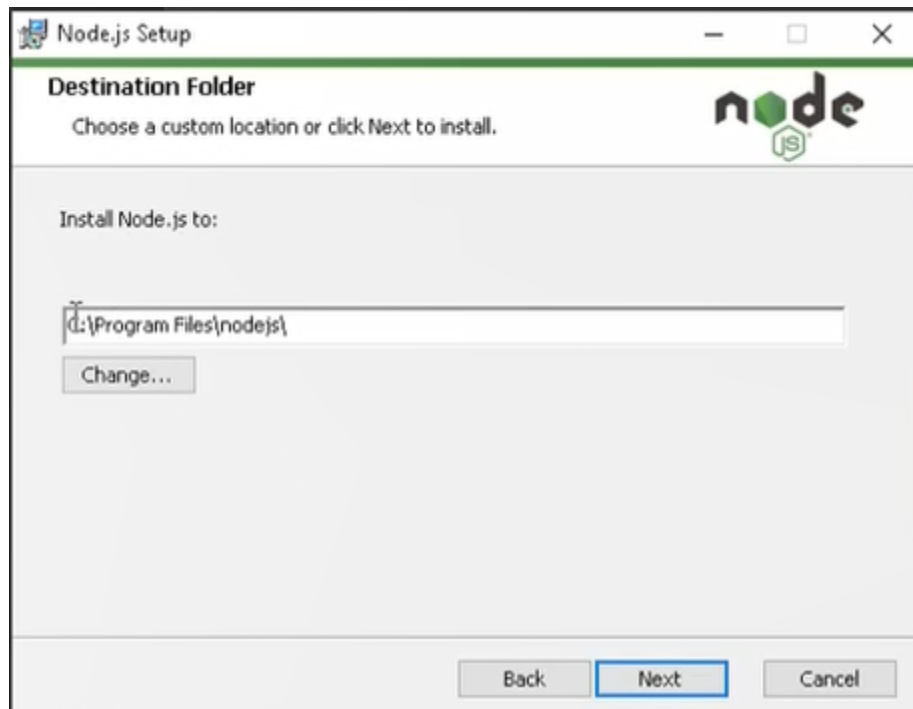 Node.js Setup
Destination Folder
node
Choose a custom location or click Next to install.
JS
Install Node.js to:
c:\Program Files\nodejs\
Change...
Back
Next
Cancel